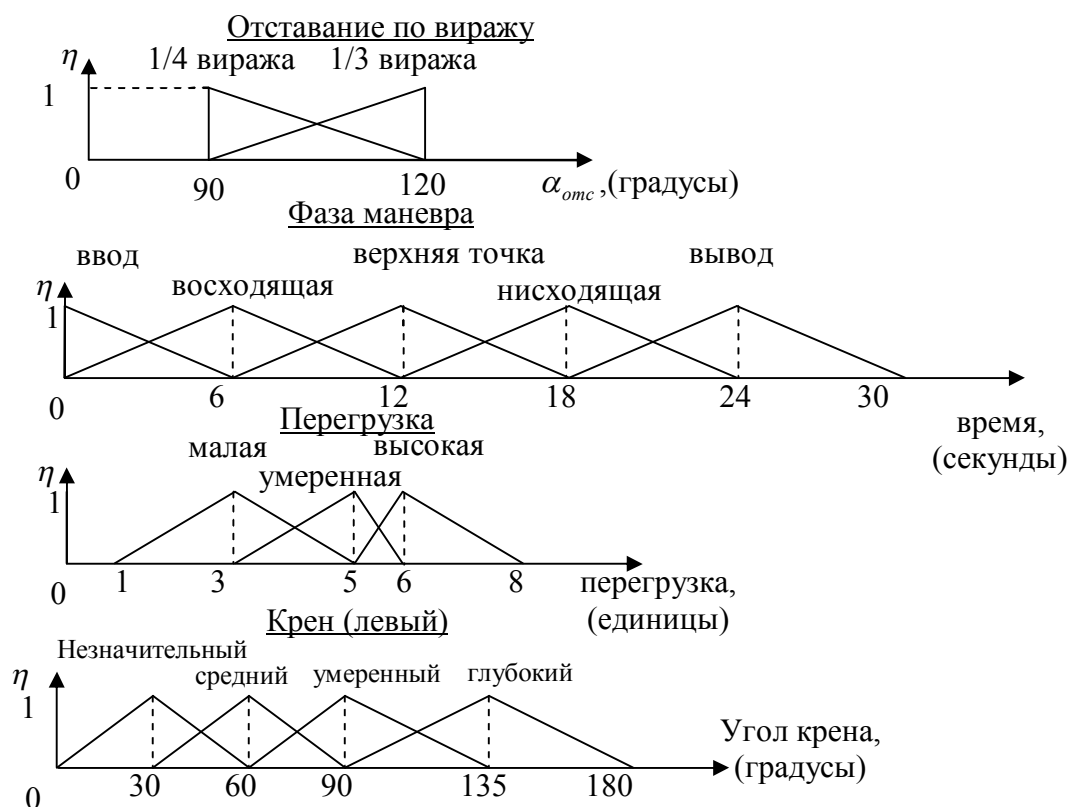 Отставание по виражу
η 1/4 виража 1/3 виража
1
0 90 120 α_отс,(градусы)
Фаза маневра
ввод верхняя точка вывод
η восходящая нисходящая
1
0 6 12 18 24 30 время,
(секунды)
Перегрузка
малая высокая
η умеренная
1
0 1 3 5 6 8 перегрузка,
(единицы)
Крен (левый)
Незначительный
η средний умеренный глубокий
1
0 30 60 90 135 180 Угол крена,
(градусы)